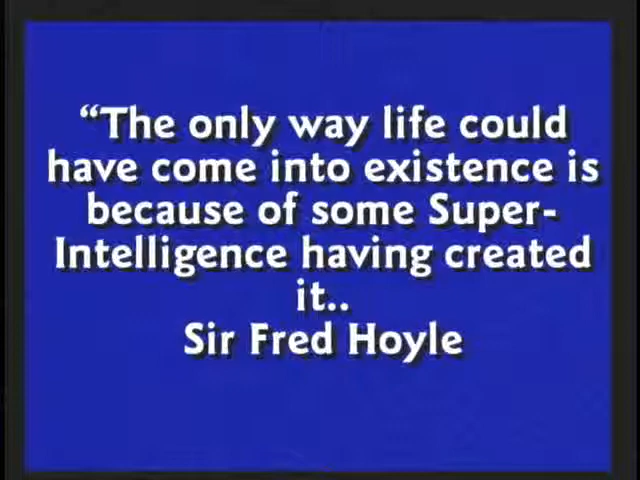 “The only way life could
have come into existence is
because of some Super-
Intelligence having created
it..
Sir Fred Hoyle